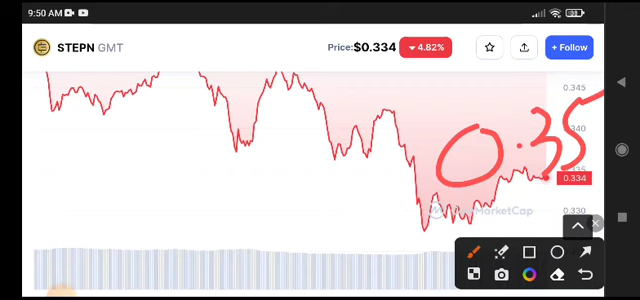 9:50 AM
STEPN GMT
Price:$0.334 4.82%
+ Follow
0.345
0.340
0.35
0.334
0.330
MarketCap